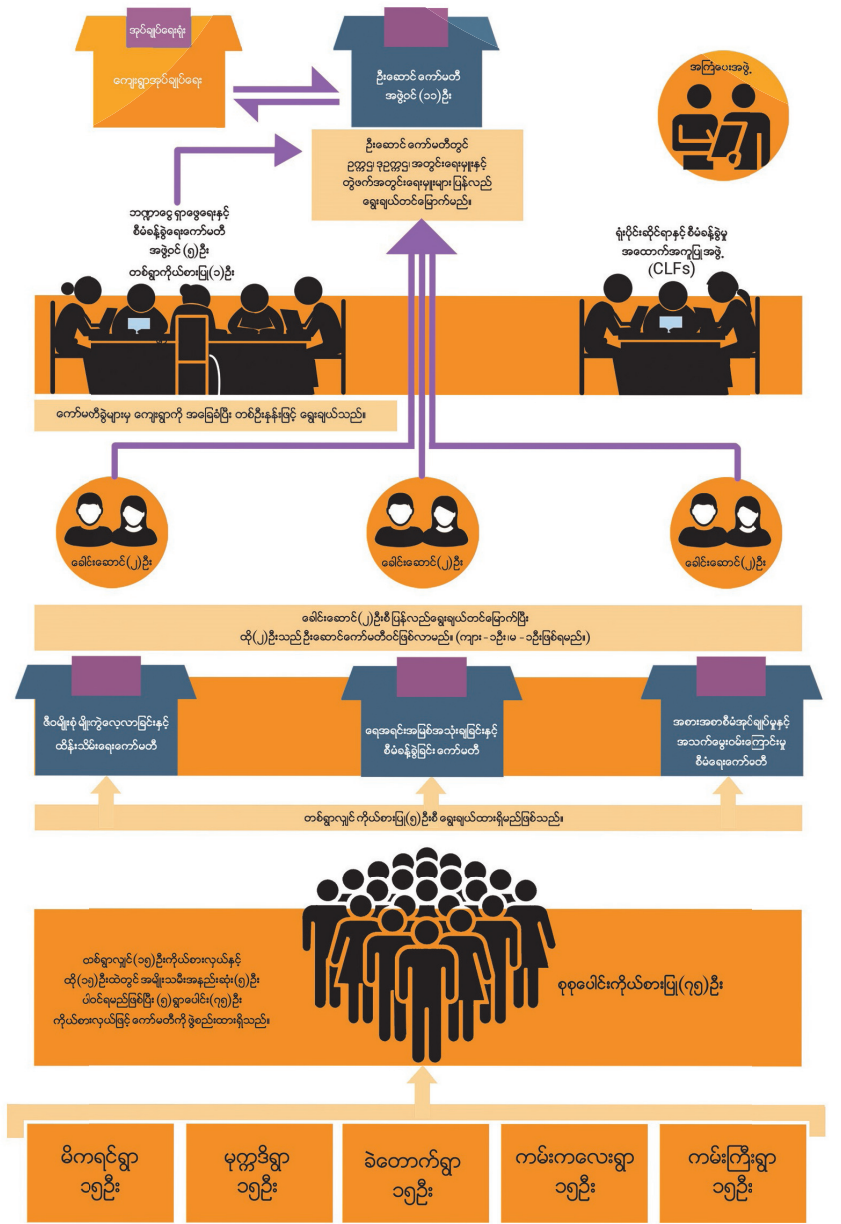 အုပ်ချုပ်ရေးရုံး
ကျေးရွာအုပ်ချုပ်ရေး
ဦးဆောင် ကော်မတီ
အဖွဲ့ဝင် (၁၁)ဦး
အကြံပေးအဖွဲ့
ဦးဆောင် ကော်မတီတွင်
ဥက္ကဌ၊ ဒုဥက္ကဌ၊ အတွင်းရေးမှူးနှင့်
တွဲဖက်အတွင်းရေးမှူးများ ပြန်လည်
ရွေးချယ်တင်မြောက်မည်။
ဘဏ္ဍာငွေ ရှာဖွေရေးနှင့်
စီမံခန့်ခွဲရေးကော်မတီ
အဖွဲ့ဝင် (၅)ဦး
တစ်ရွာကိုယ်စားပြု(၁)ဦး
ရုံးပိုင်းဆိုင်ရာနှင့် စီမံခန့်ခွဲမှု
အထောက်အကူပြုအဖွဲ့
(CLFs)
ကော်မတီခွဲများမှ ကျေးရွာကို အခြေခံပြီး တစ်ဦးနှုန်းဖြင့် ရွေးချယ်သည်။
ခေါင်းဆောင်(၂)ဦး
ခေါင်းဆောင်(၂)ဦး
ခေါင်းဆောင်(၂)ဦး
ခေါင်းဆောင်(၂)ဦးစီ ပြန်လည်ရွေးချယ်တင်မြောက်ပြီး
ထို(၂)ဦးသည် ဦးဆောင်ကော်မတီဝင်ဖြစ်လာမည်။ (ကျား - ၁ဦး၊မ - ၁ဦးဖြစ်ရမည်။)
ဇီဝမျိုးစုံ မျိုးကွဲလေ့လာခြင်းနှင့်
ထိန်းသိမ်းရေးကော်မတီ
ရေအရင်းအမြစ်အသုံးချခြင်းနှင့်
စီမံခန့်ခွဲခြင်း ကော်မတီ
အစားအစာစီမံအုပ်ချုပ်မှုနှင့်
အသက်မွေးဝမ်းကြောင်းမှု
စီမံရေးကော်မတီ
တစ်ရွာလျှင် ကိုယ်စားပြု(၅)ဦးစီ ရွေးချယ်ထားရှိမည်ဖြစ်သည်။
တစ်ရွာလျှင်(၁၅)ဦးကိုယ်စားလှယ်နှင့်
ထို(၁၅)ဦးထဲတွင် အမျိုးသမီးအနည်းဆုံး(၅)ဦး
ပါဝင်ရမည်ဖြစ်ပြီး (၅)ရွာပေါင်း(၇၅)ဦး
ကိုယ်စားလှယ်ဖြင့် ကော်မတီကို ဖွဲ့စည်းထားရှိသည်။
စုစုပေါင်းကိုယ်စားပြု(၇၅)ဦး
မိကရင်ရွာ
၁၅ဦး
မုက္ကဒိရွာ
၁၅ဦး
ခဲတောက်ရွာ
၁၅ဦး
ကမ်းကလေးရွာ
၁၅ဦး
ကမ်းကြီးရွာ
၁၅ဦး